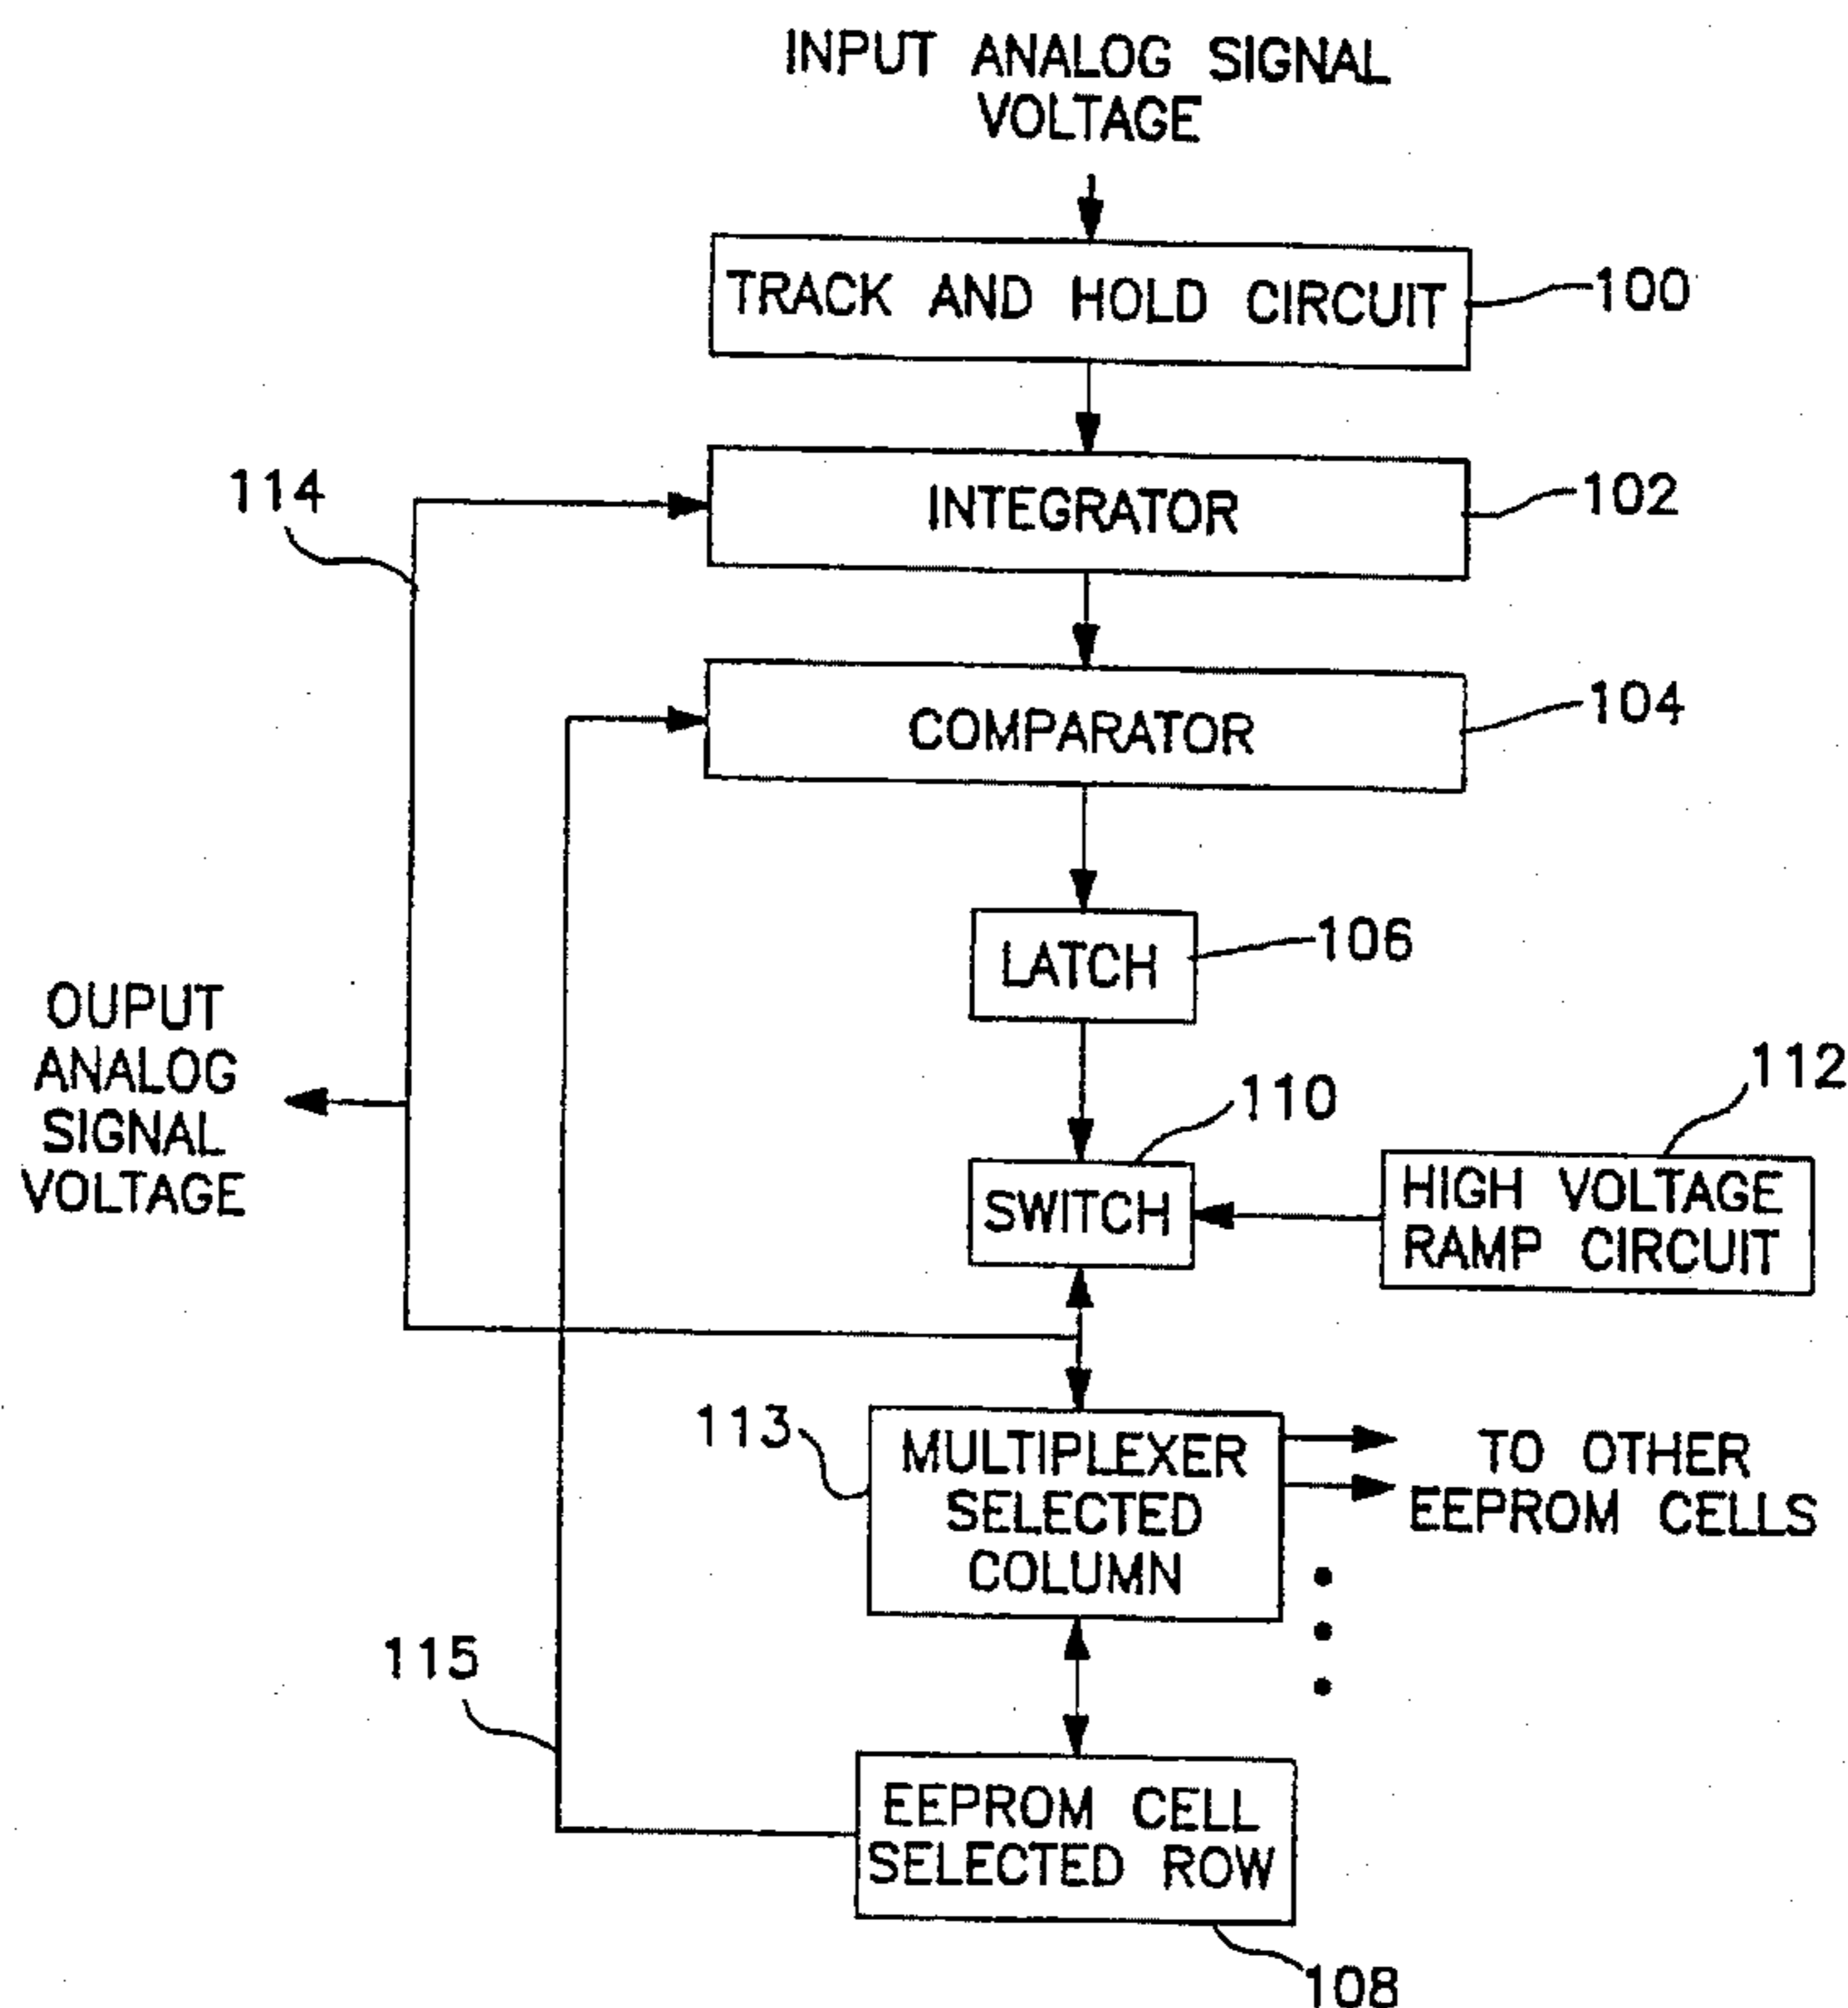 INPUT ANALOG SIGNAL
VOLTAGE
TRACK AND HOLD CIRCUIT
100
114
INTEGRATOR
102
COMPARATOR
104
LATCH
106
OUPUT
ANALOG
SIGNAL
VOLTAGE
110
112
SWITCH
HIGH VOLTAGE
RAMP CIRCUIT
113
MULTIPLEXER
SELECTED
COLUMN
TO OTHER
EEPROM CELLS
115
EEPROM CELL
SELECTED ROW
108